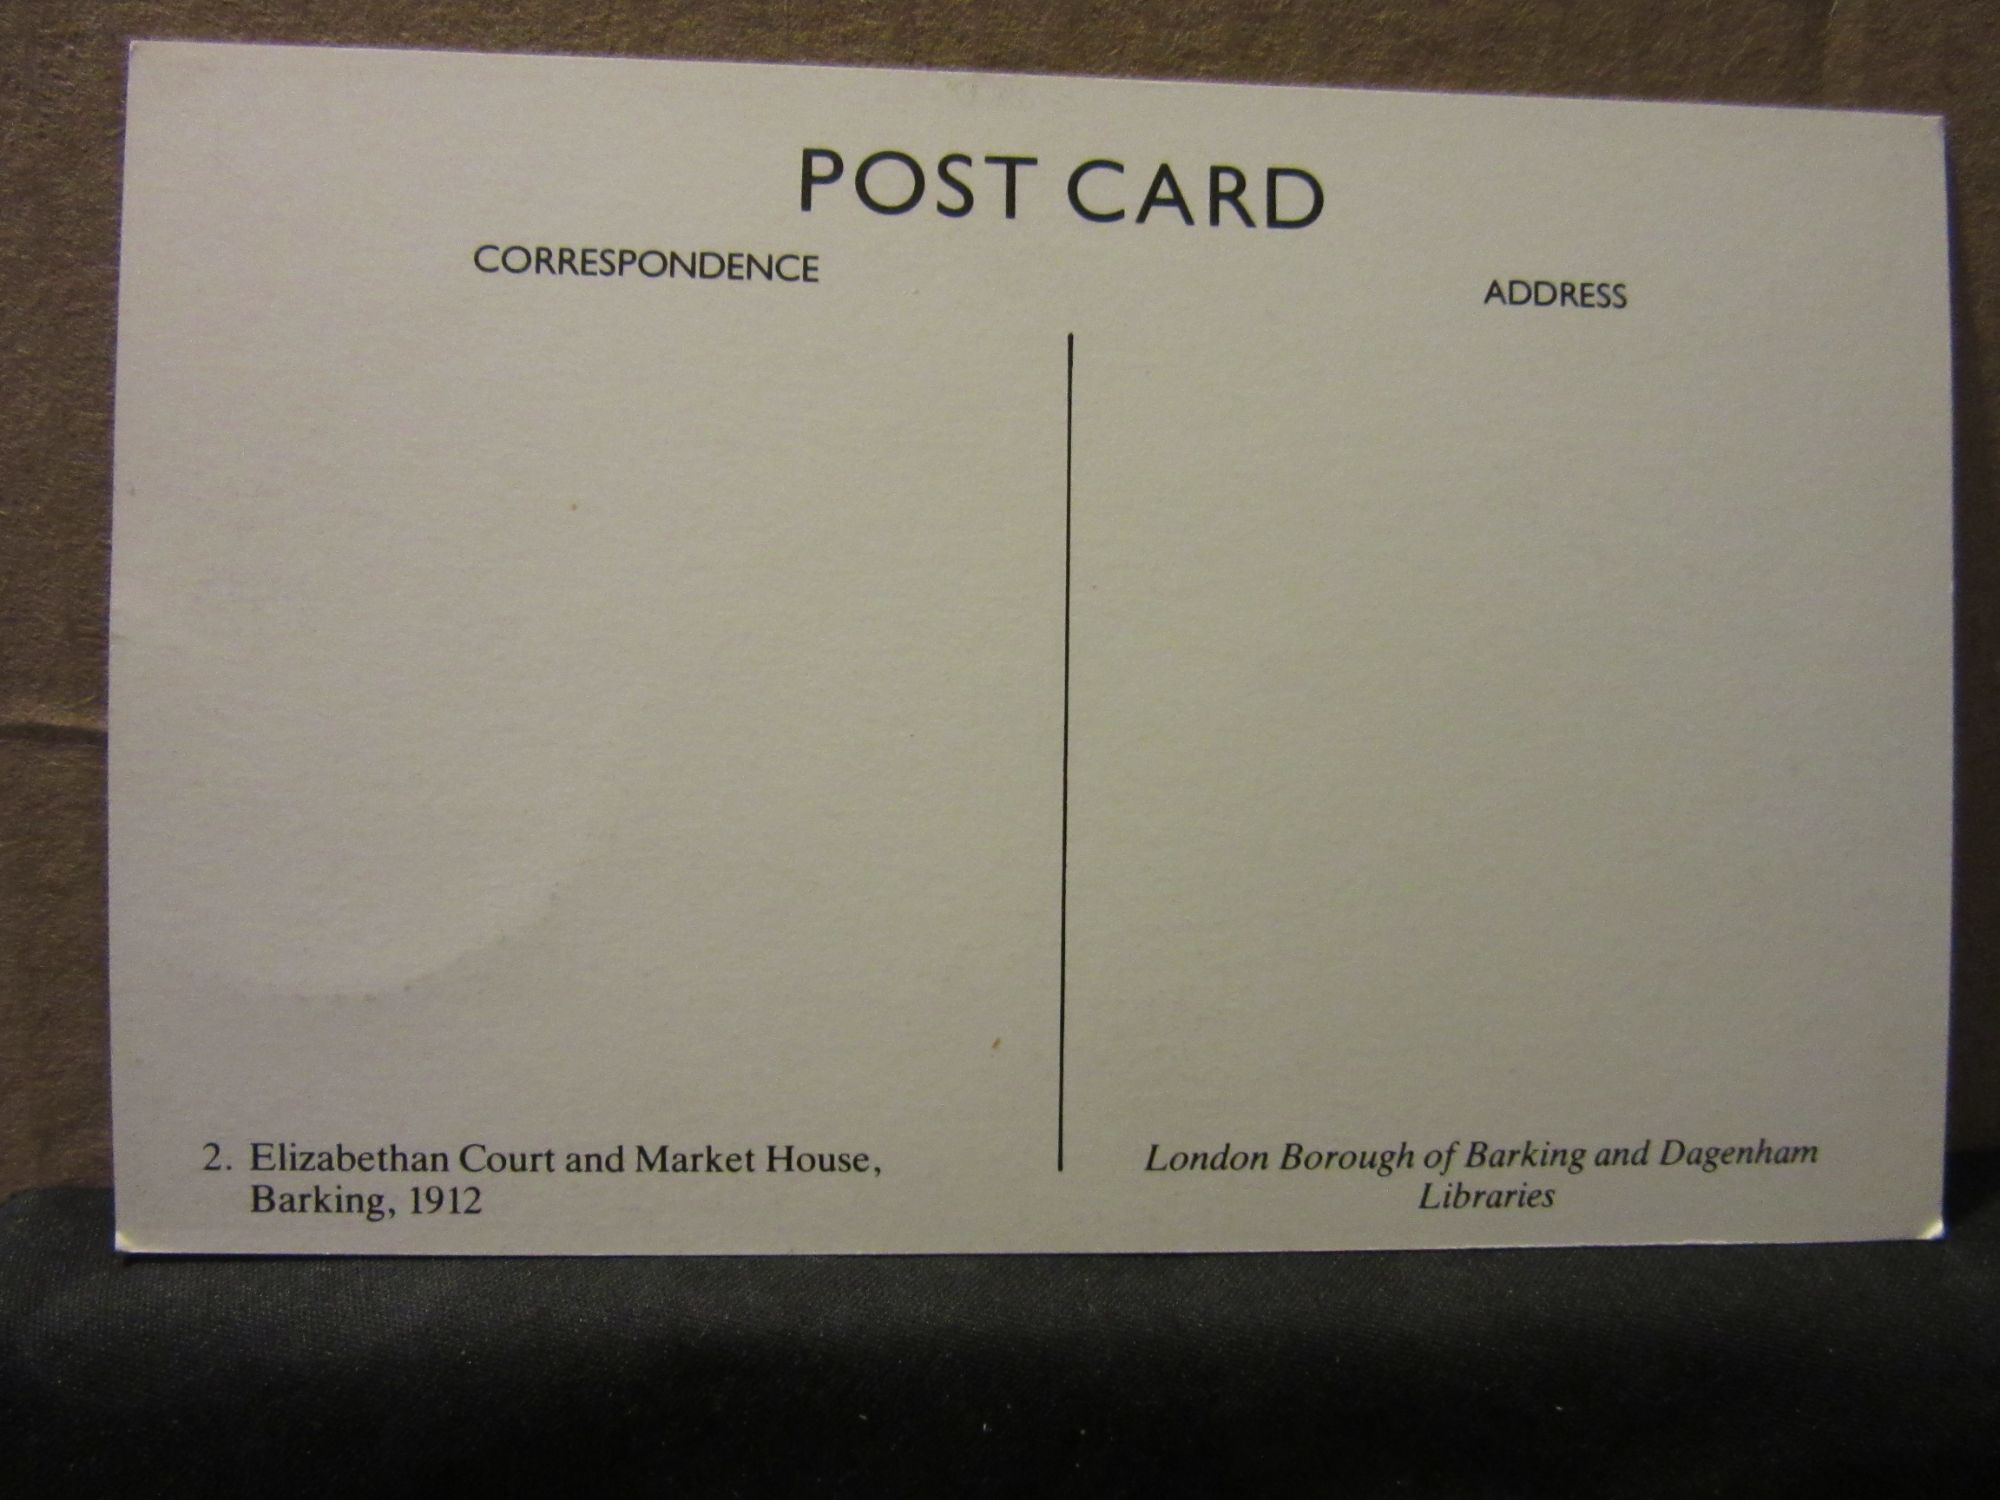 POST CARD
CORRESPONDENCE
ADDRESS
2. Elizabethan Court and Market House,
Barking, 1912
London Borough of Barking and Dagenham
Libraries